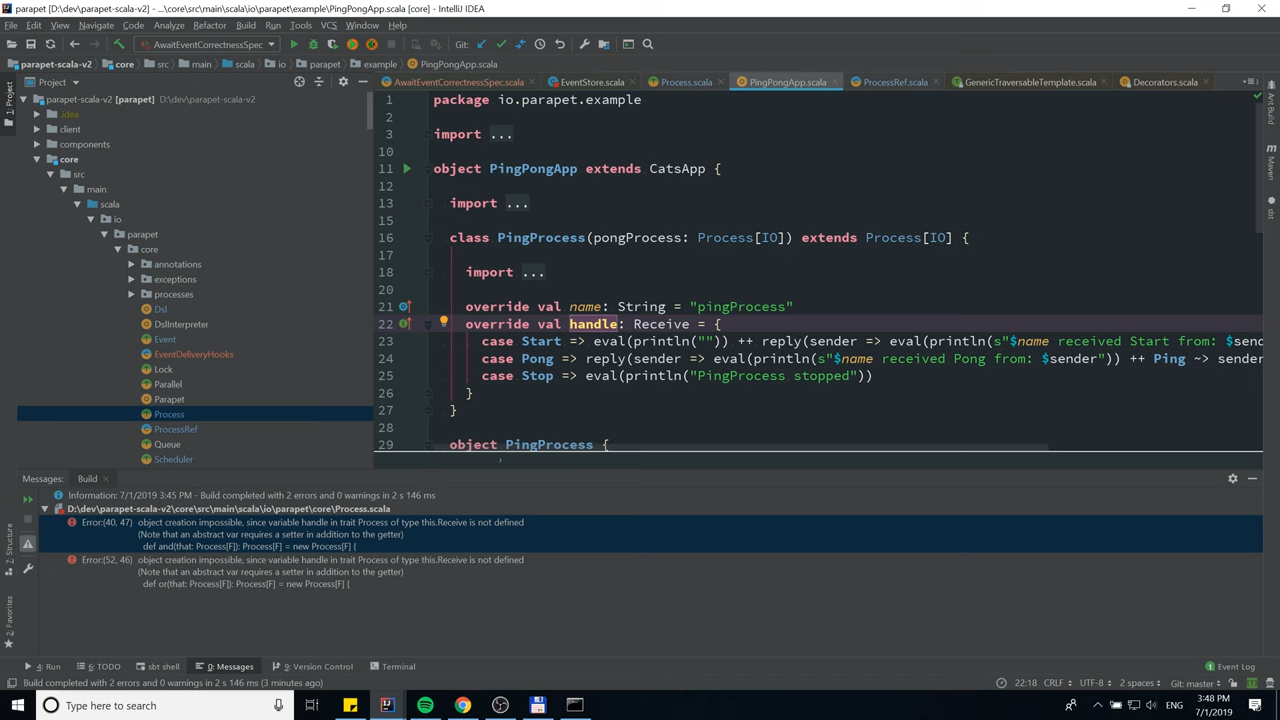 parapet [D:\dev\parapet-scala-v2] - ...\core\src\main\scala\io\parapet\example\PingPongApp.scala [core] - IntelliJ IDEA
File Edit View Navigate Code Analyze Refactor Build Run Tools VCS Window Help
AwaitEventCorrectnessSpec Git:
parapet-scala-v2 core src main scala io parapet example PingPongApp.scala
Project AwaitEventCorrectnessSpec.scala EventStore.scala Process.scala PingPongApp.scala ProcessRef.scala GenericTraversableTemplate.scala Decorators.scala
parapet-scala-v2 [parapet] D:\dev\parapet-scala-v2
.idea
client
components
core
src
main
scala
io
parapet
core
annotations
exceptions
processes
Dsl
DslInterpreter
Event
EventDeliveryHooks
Lock
Parallel
Parapet
Process
ProcessRef
Queue
Scheduler
1 package io.parapet.example
2
3 import ...
10
11 object PingPongApp extends CatsApp {
12
13 import ...
15
16 class PingProcess(pongProcess: Process[IO]) extends Process[IO] {
17
18 import ...
20
21 override val name: String = "pingProcess"
22 override val handle: Receive = {
23 case Start => eval(println("")) ++ reply(sender => eval(println(s"$name received Start from: $send
24 case Pong => reply(sender => eval(println(s"$name received Pong from: $sender")) ++ Ping ~> sender
25 case Stop => eval(println("PingProcess stopped"))
26 }
27 }
28
29 object PingProcess {
1: Project
Ant Build
Maven
sbt
Messages: Build
Information: 7/1/2019 3:45 PM - Build completed with 2 errors and 0 warnings in 2 s 146 ms
D:\dev\parapet-scala-v2\core\src\main\scala\io\parapet\core\Process.scala
Error:(40, 47) object creation impossible, since variable handle in trait Process of type this.Receive is not defined
(Note that an abstract var requires a setter in addition to the getter)
def and(that: Process[F]): Process[F] = new Process[F] {
Error:(52, 46) object creation impossible, since variable handle in trait Process of type this.Receive is not defined
(Note that an abstract var requires a setter in addition to the getter)
def or(that: Process[F]): Process[F] = new Process[F] {
7: Structure
2: Favorites
4: Run 6: TODO sbt shell 0: Messages 9: Version Control Terminal Event Log
Build completed with 2 errors and 0 warnings in 2 s 146 ms (3 minutes ago) 22:18 CRLF UTF-8 2 spaces Git: master
Type here to search ENG 3:48 PM
7/1/2019